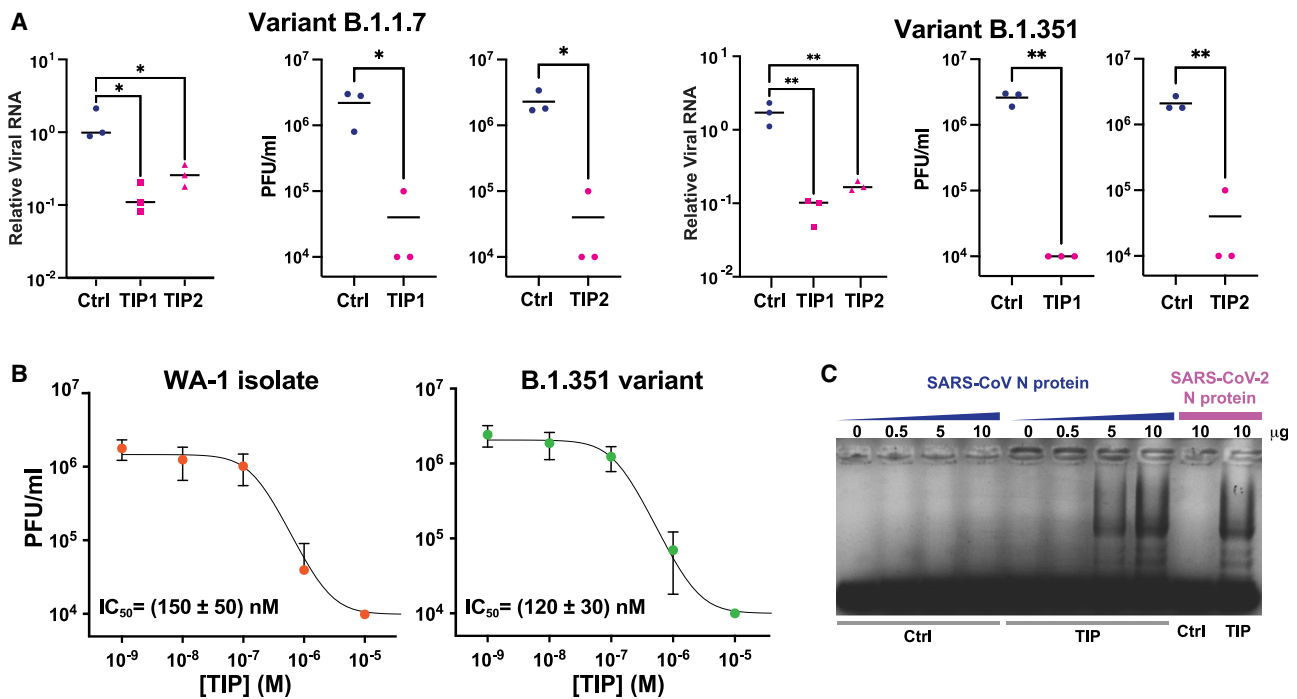 A
Variant B.1.1.7
Variant B.1.351
Relative Viral RNA
10^1
10^0
10^-1
10^-2
*
*
Ctrl TIP1 TIP2
PFU/ml
10^7
10^6
10^5
10^4
*
Ctrl TIP1
10^7
10^6
10^5
10^4
*
Ctrl TIP2
Relative Viral RNA
10^1
10^0
10^-1
10^-2
**
**
Ctrl TIP1 TIP2
PFU/ml
10^7
10^6
10^5
10^4
**
Ctrl TIP1
10^7
10^6
10^5
10^4
**
Ctrl TIP2
B
WA-1 isolate
PFU/ml
10^7
10^6
10^5
10^4
IC50= (150 ± 50) nM
10^-9 10^-8 10^-7 10^-6 10^-5
[TIP] (M)
B.1.351 variant
10^7
10^6
10^5
10^4
IC50= (120 ± 30) nM
10^-9 10^-8 10^-7 10^-6 10^-5
[TIP] (M)
C
SARS-CoV N protein
SARS-CoV-2
N protein
0 0.5 5 10 0 0.5 5 10 10 10 μg
Ctrl TIP Ctrl TIP